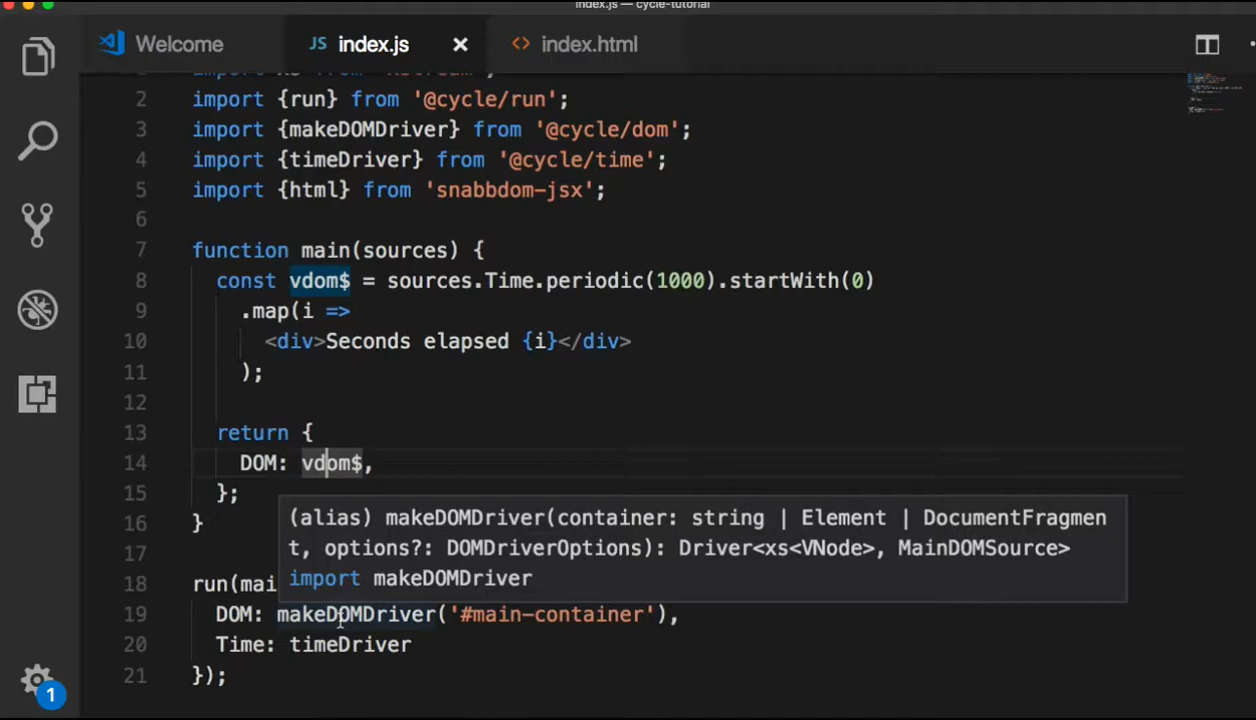 index.js — cycle-tutorial
Welcome
JS index.js
<> index.html
2 import {run} from '@cycle/run';
3 import {makeDOMDriver} from '@cycle/dom';
4 import {timeDriver} from '@cycle/time';
5 import {html} from 'snabbdom-jsx';
6
7 function main(sources) {
8 const vdom$ = sources.Time.periodic(1000).startWith(0)
9 .map(i =>
10 <div>Seconds elapsed {i}</div>
11 );
12
13 return {
14 DOM: vdom$,
15 };
(alias) makeDOMDriver(container: string | Element | DocumentFragmen
t, options?: DOMDriverOptions): Driver<xs<VNode>, MainDOMSource>
import makeDOMDriver
16 }
17
18 run(mai
19 DOM: makeDOMDriver('#main-container'),
20 Time: timeDriver
21 });
1